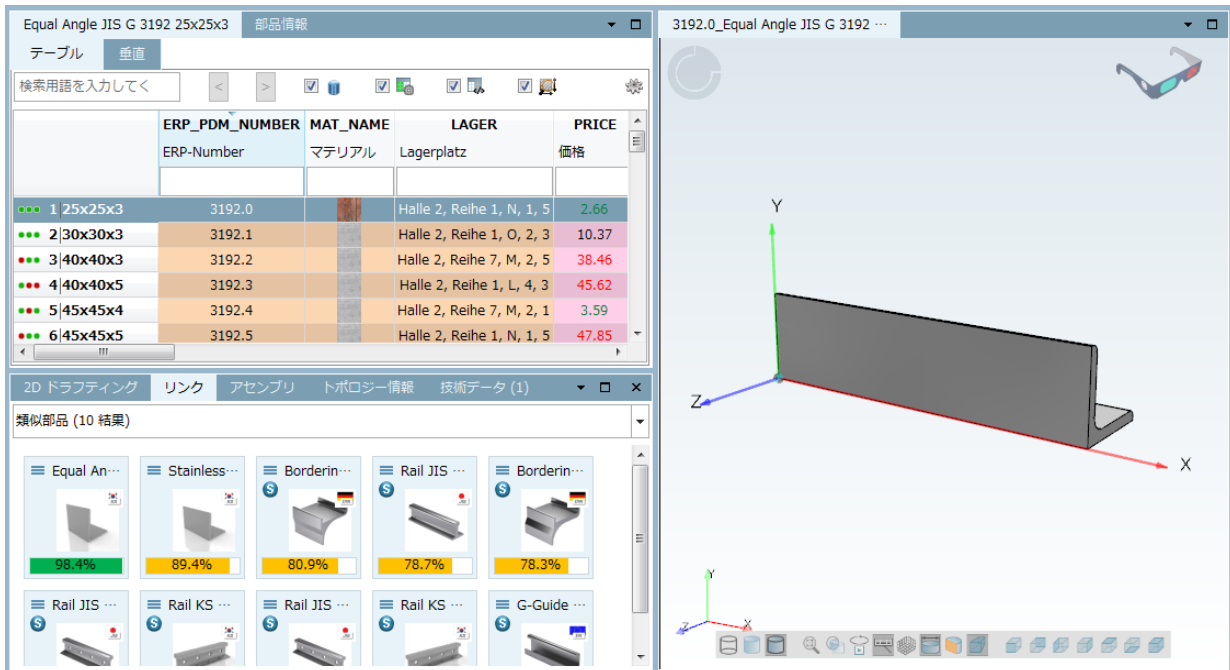 Equal Angle JIS G 3192 25x25x3 部品情報
テーブル 垂直
検索用語を入力してく < >
ERP_PDM_NUMBER MAT_NAME LAGER PRICE
ERP-Number マテリアル Lagerplatz 価格
1|25x25x3 3192.0 Halle 2, Reihe 1, N, 1, 5 2.66
2|30x30x3 3192.1 Halle 2, Reihe 1, O, 2, 3 10.37
3|40x40x3 3192.2 Halle 2, Reihe 7, M, 2, 5 38.46
4|40x40x5 3192.3 Halle 2, Reihe 1, L, 4, 3 45.62
5|45x45x4 3192.4 Halle 2, Reihe 7, M, 2, 1 3.59
6|45x45x5 3192.5 Halle 2, Reihe 1, N, 1, 5 47.85
2D ドラフティング リンク アセンブリ トポロジー情報 技術データ (1)
類似部品 (10 結果)
Equal An··· Stainless··· Borderin··· Rail JIS ··· Borderin···
S S S
98.4% 89.4% 80.9% 78.7% 78.3%
Rail JIS ··· Rail KS ··· Rail JIS ··· Rail KS ··· G-Guide ···
S S S S S
3192.0_Equal Angle JIS G 3192 ···
Y
Z
X
Y
Z X